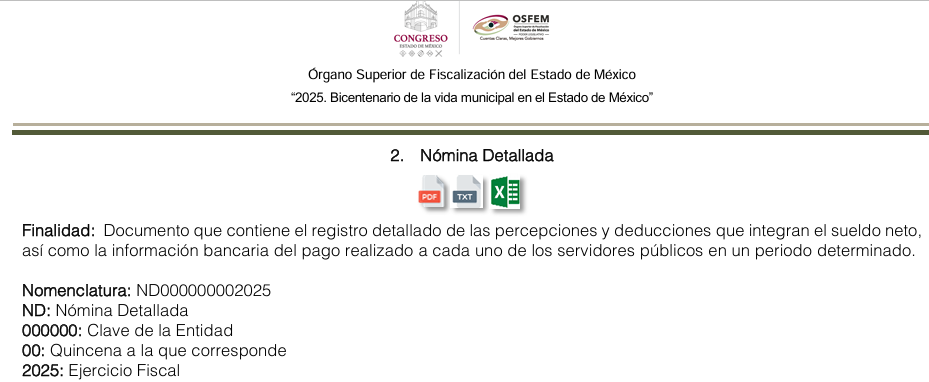 CONGRESO
ESTADO DE MÉXICO
OSFEM
Órgano Superior de Fiscalización
del Estado de México
PODER LEGISLATIVO
Cuentas Claras, Mejores Gobiernos
Órgano Superior de Fiscalización del Estado de México
“2025. Bicentenario de la vida municipal en el Estado de México”
2. Nómina Detallada
PDF TXT X
Finalidad: Documento que contiene el registro detallado de las percepciones y deducciones que integran el sueldo neto,
así como la información bancaria del pago realizado a cada uno de los servidores públicos en un periodo determinado.
Nomenclatura: ND000000002025
ND: Nómina Detallada
000000: Clave de la Entidad
00: Quincena a la que corresponde
2025: Ejercicio Fiscal